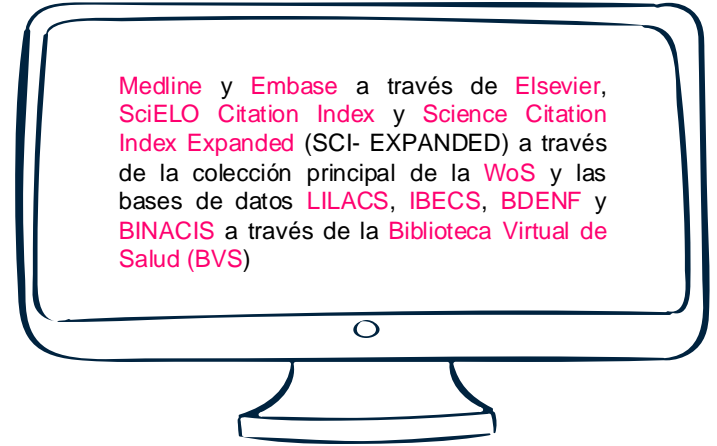 Medline y Embase a través de Elsevier,
SciELO Citation Index y Science Citation
Index Expanded (SCI- EXPANDED) a través
de la colección principal de la WoS y las
bases de datos LILACS, IBECS, BDENF y
BINACIS a través de la Biblioteca Virtual de
Salud (BVS)